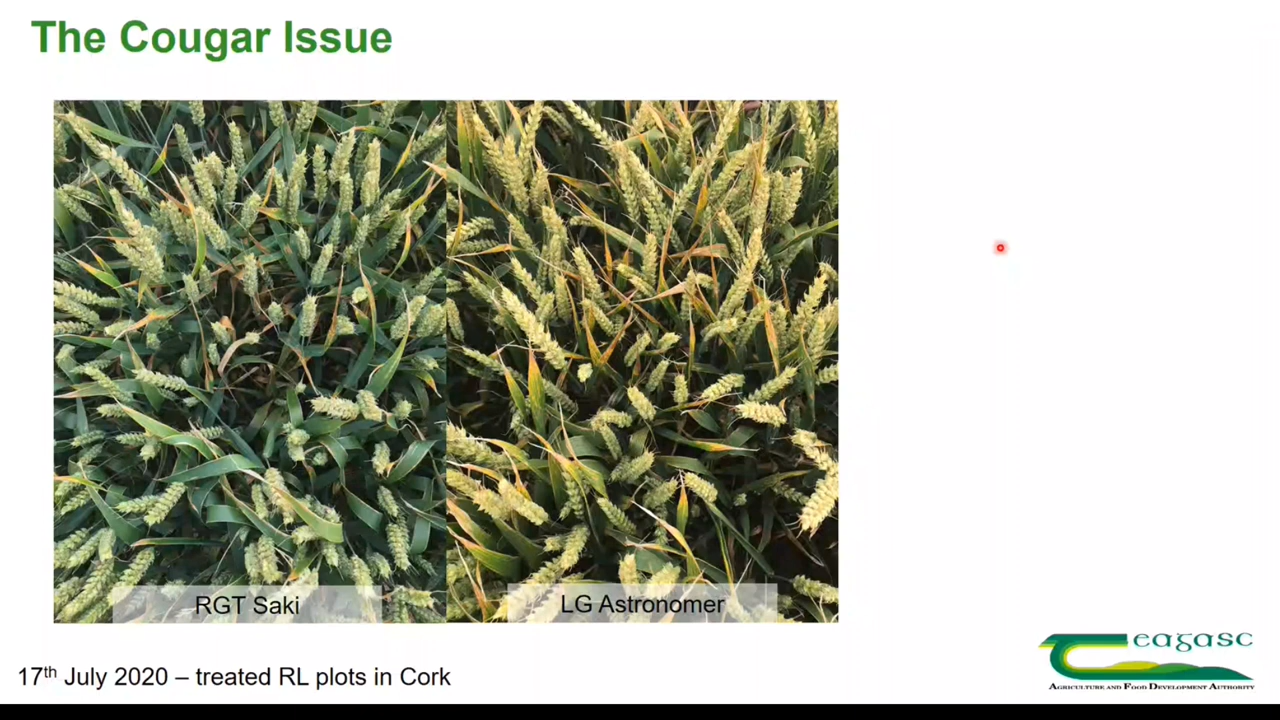 The Cougar Issue
RGT Saki
LG Astronomer
17th July 2020 – treated RL plots in Cork
Teagasc
AGRICULTURE AND FOOD DEVELOPMENT AUTHORITY